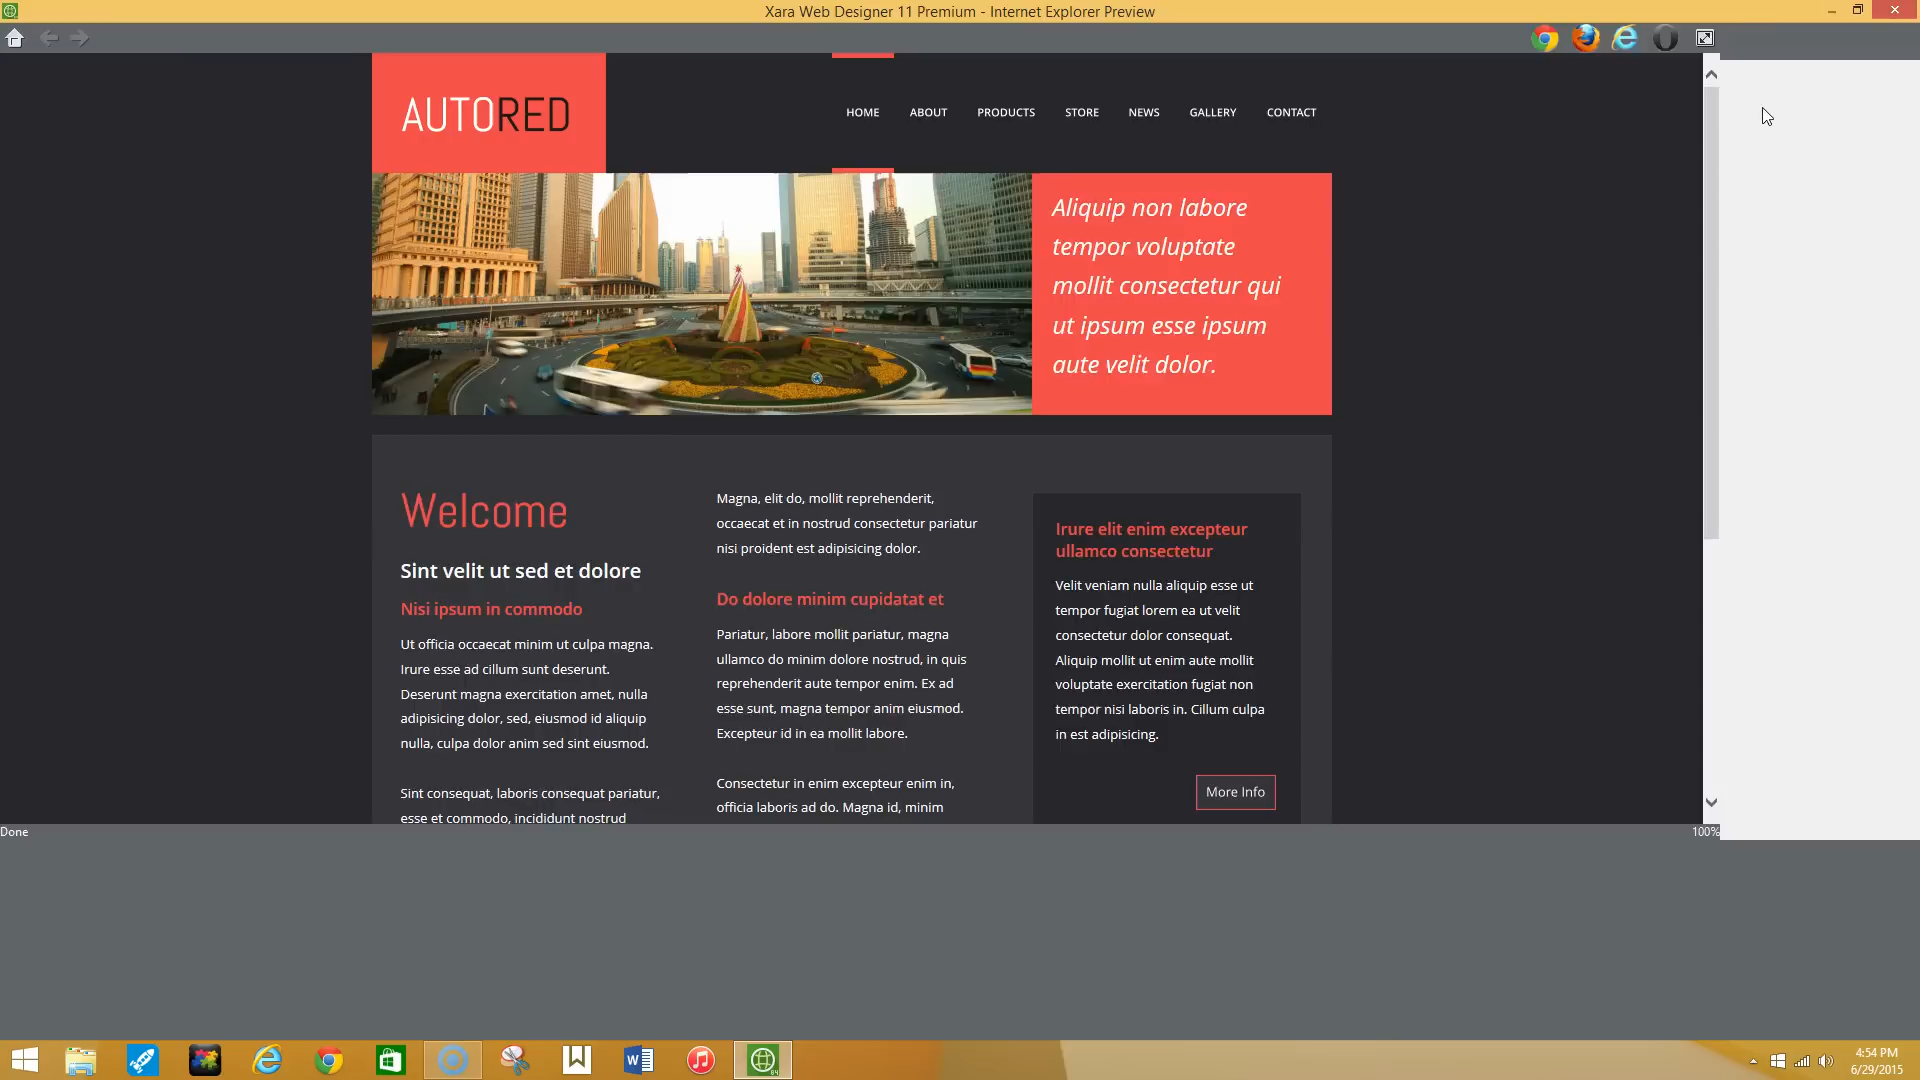 Xara Web Designer 11 Premium - Internet Explorer Preview
AUTORED
HOME ABOUT PRODUCTS STORE NEWS GALLERY CONTACT
Aliquip non labore
tempor voluptate
mollit consectetur qui
ut ipsum esse ipsum
aute velit dolor.
Welcome
Sint velit ut sed et dolore
Nisi ipsum in commodo
Ut officia occaecat minim ut culpa magna.
Irure esse ad cillum sunt deserunt.
Deserunt magna exercitation amet, nulla
adipisicing dolor, sed, eiusmod id aliquip
nulla, culpa dolor anim sed sint eiusmod.
Sint consequat, laboris consequat pariatur,
esse et commodo, incididunt nostrud
Magna, elit do, mollit reprehenderit,
occaecat et in nostrud consectetur pariatur
nisi proident est adipisicing dolor.
Do dolore minim cupidatat et
Pariatur, labore mollit pariatur, magna
ullamco do minim dolore nostrud, in quis
reprehenderit aute tempor enim. Ex ad
esse sunt, magna tempor anim eiusmod.
Excepteur id in ea mollit labore.
Consectetur in enim excepteur enim in,
officia laboris ad do. Magna id, minim
Irure elit enim excepteur
ullamco consectetur
Velit veniam nulla aliquip esse ut
tempor fugiat lorem ea ut velit
consectetur dolor consequat.
Aliquip mollit ut enim aute mollit
voluptate exercitation fugiat non
tempor nisi laboris in. Cillum culpa
in est adipisicing.
More Info
Done
100%
4:54 PM
6/29/2015